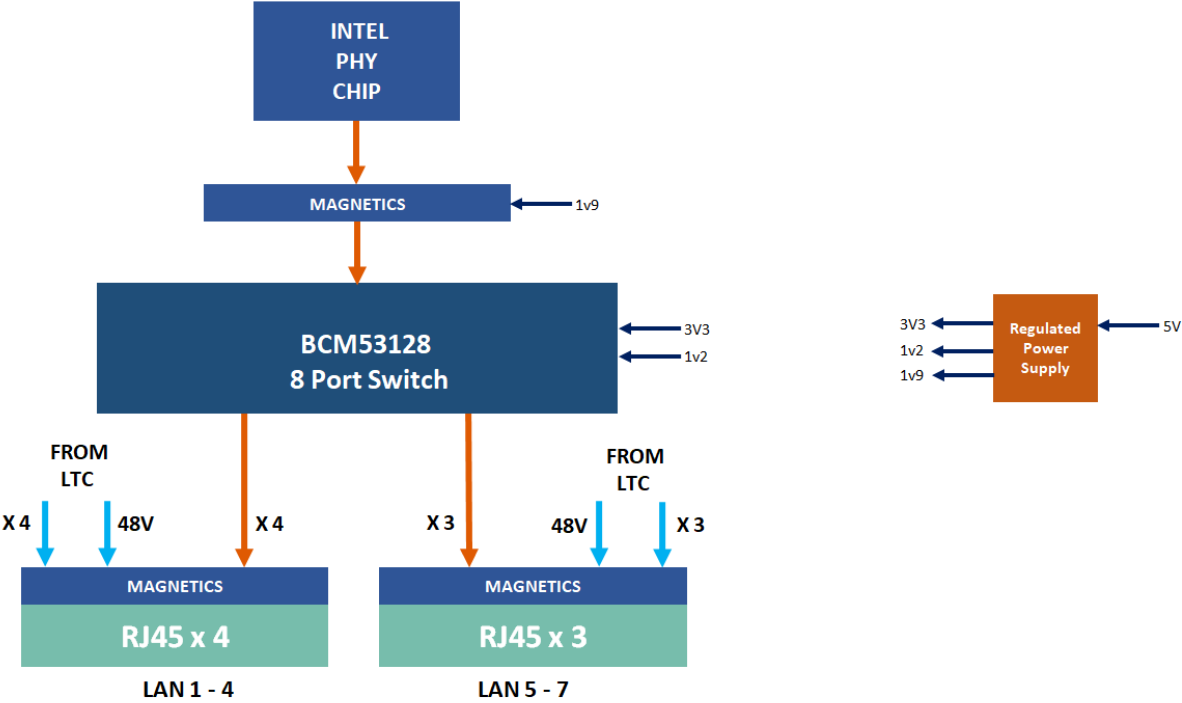 INTEL
PHY
CHIP
MAGNETICS
1v9
BCM53128
8 Port Switch
3V3
1v2
3V3
1v2
1v9
Regulated
Power
Supply
5V
FROM
LTC
X 4
48V
X 4
X 3
FROM
LTC
48V
X 3
MAGNETICS
RJ45 x 4
LAN 1 - 4
MAGNETICS
RJ45 x 3
LAN 5 - 7